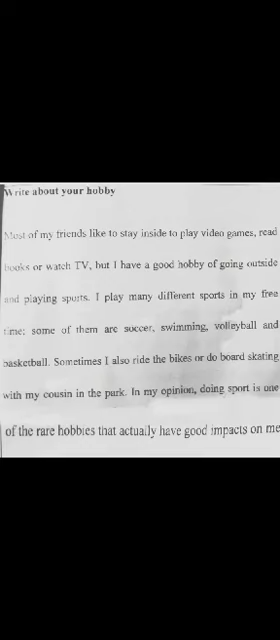 Write about your hobby
Most of my friends like to stay inside to play video games, read
books or watch TV, but I have a good hobby of going outside
and playing sports. I play many different sports in my free
time; some of them are soccer, swimming, volleyball and
basketball. Sometimes I also ride the bikes or do board skating
with my cousin in the park. In my opinion, doing sport is one
of the rare hobbies that actually have good impacts on me